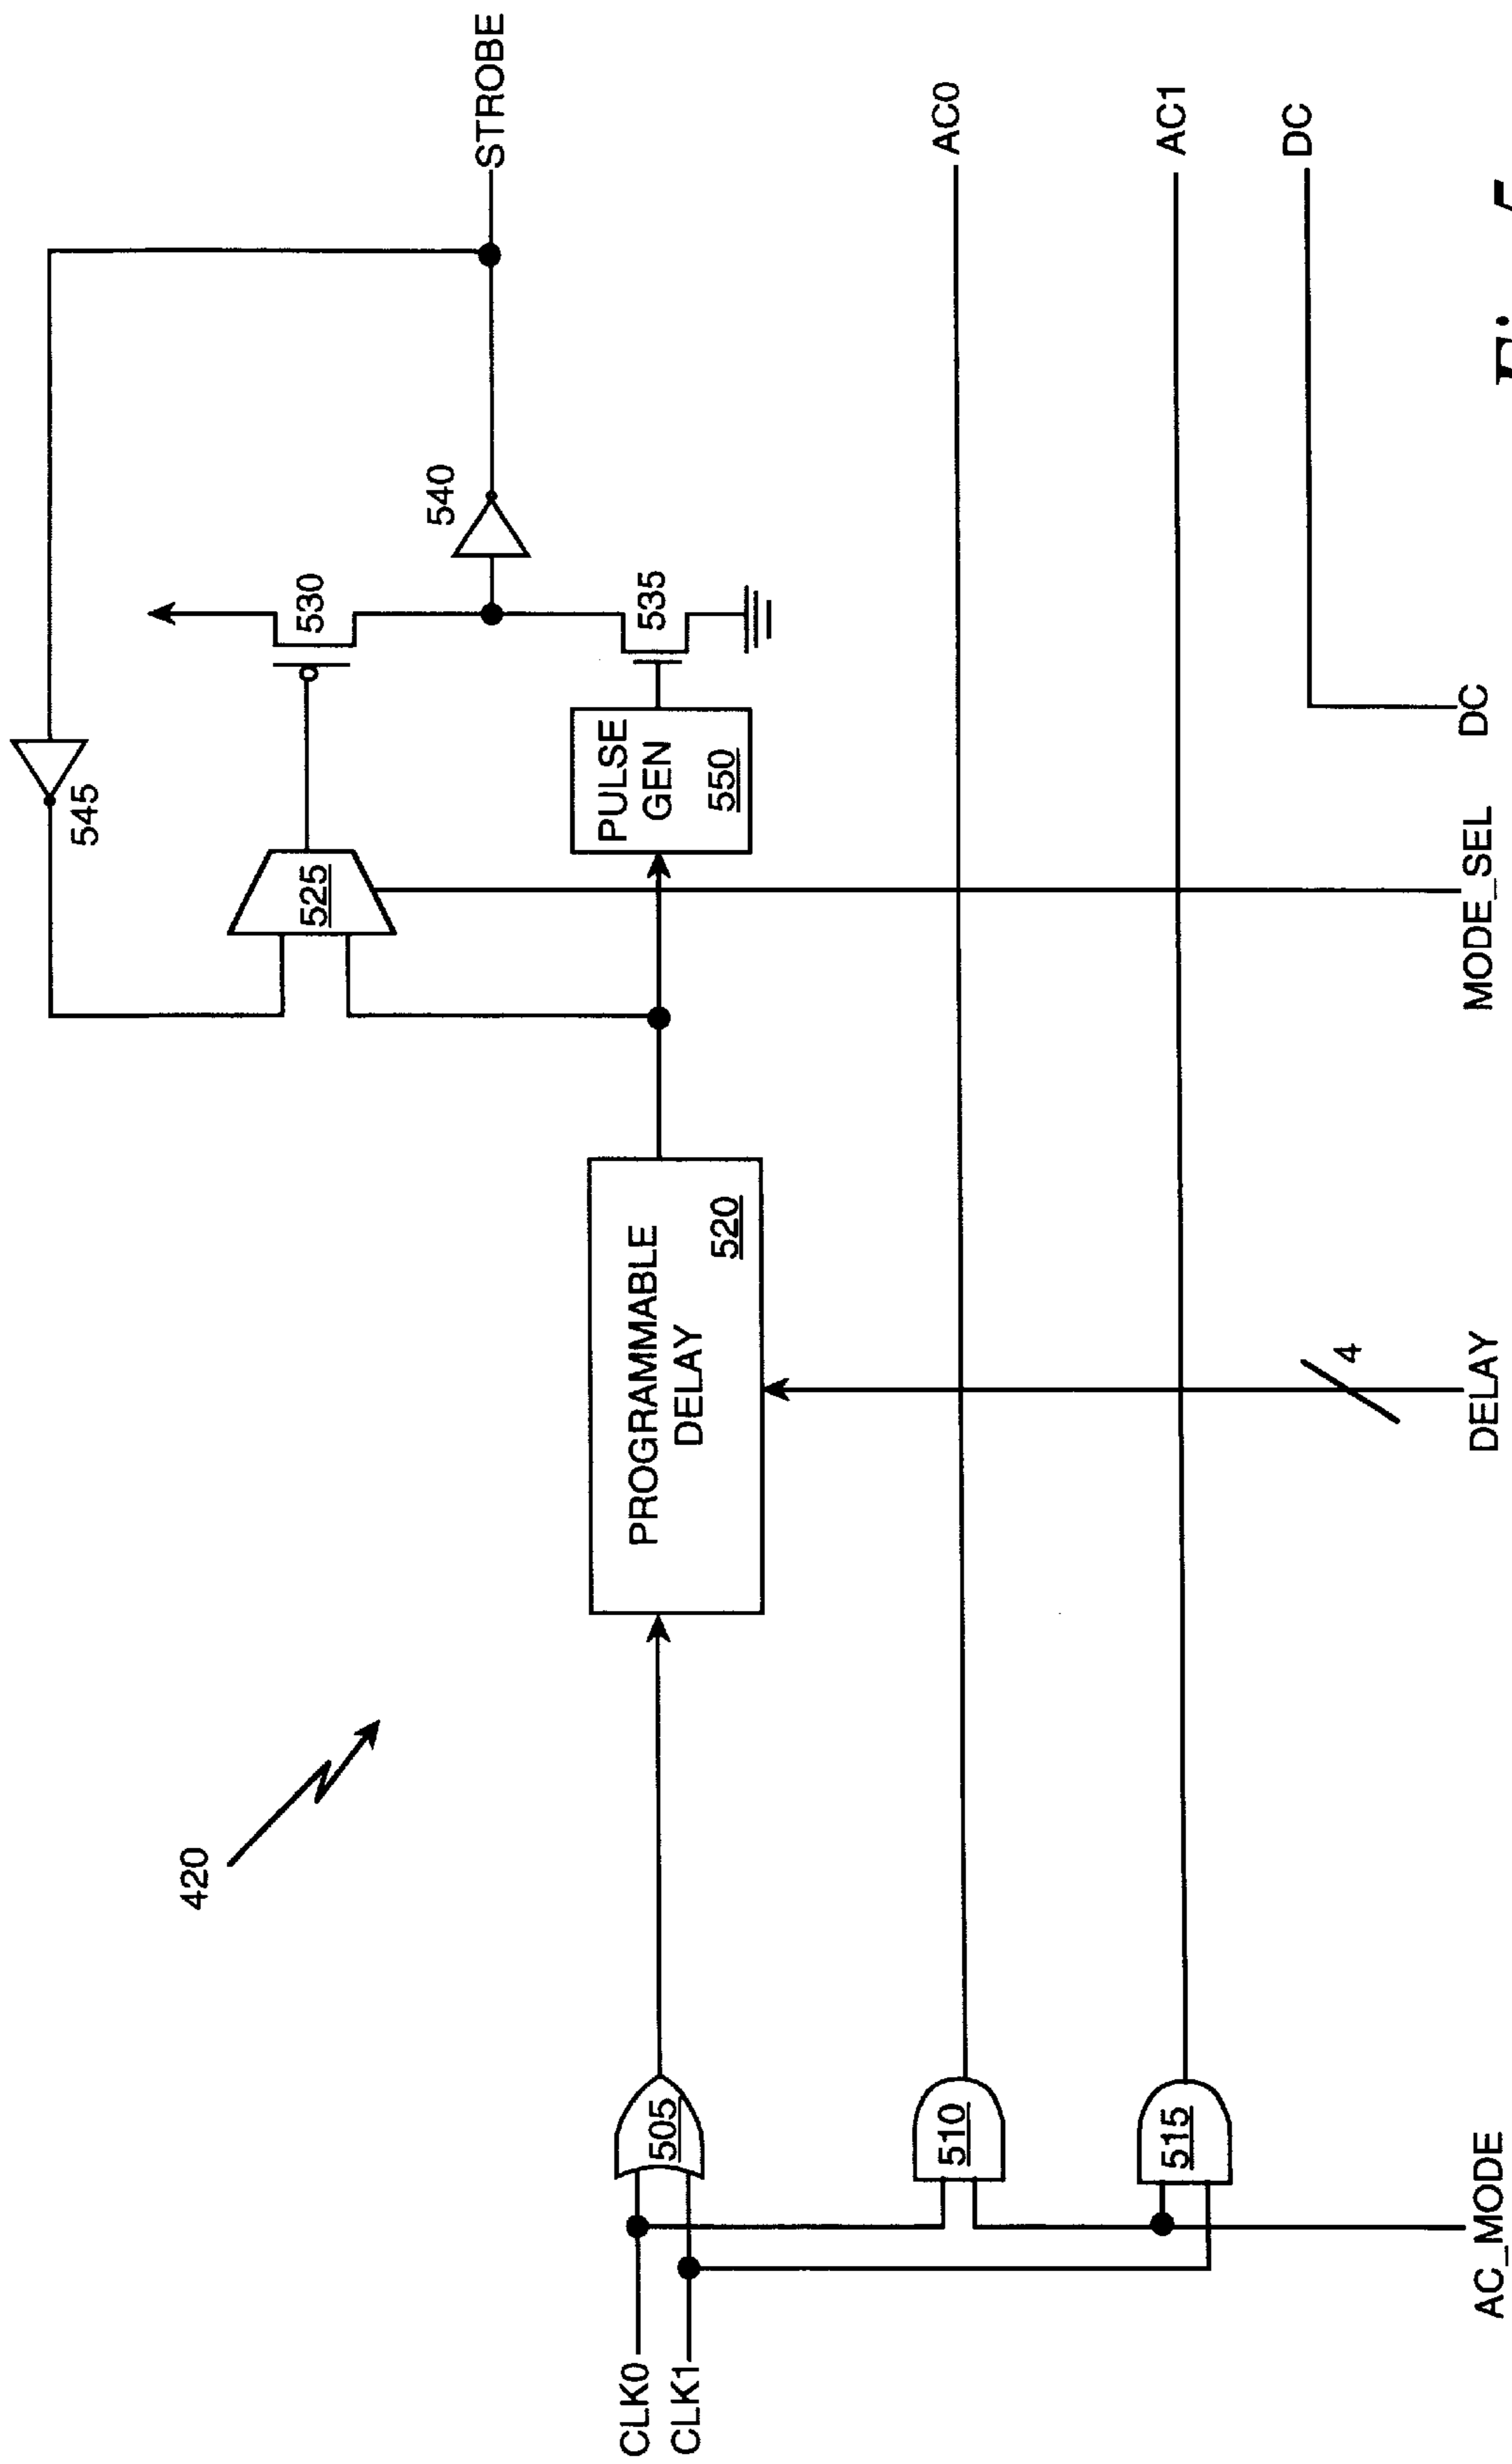 420
CLK0
CLK1
505
510
515
AC_MODE
PROGRAMMABLE
DELAY
520
4
DELAY
545
525
MODE_SEL
PULSE
GEN
550
530
535
540
DC
STROBE
AC0
AC1
DC